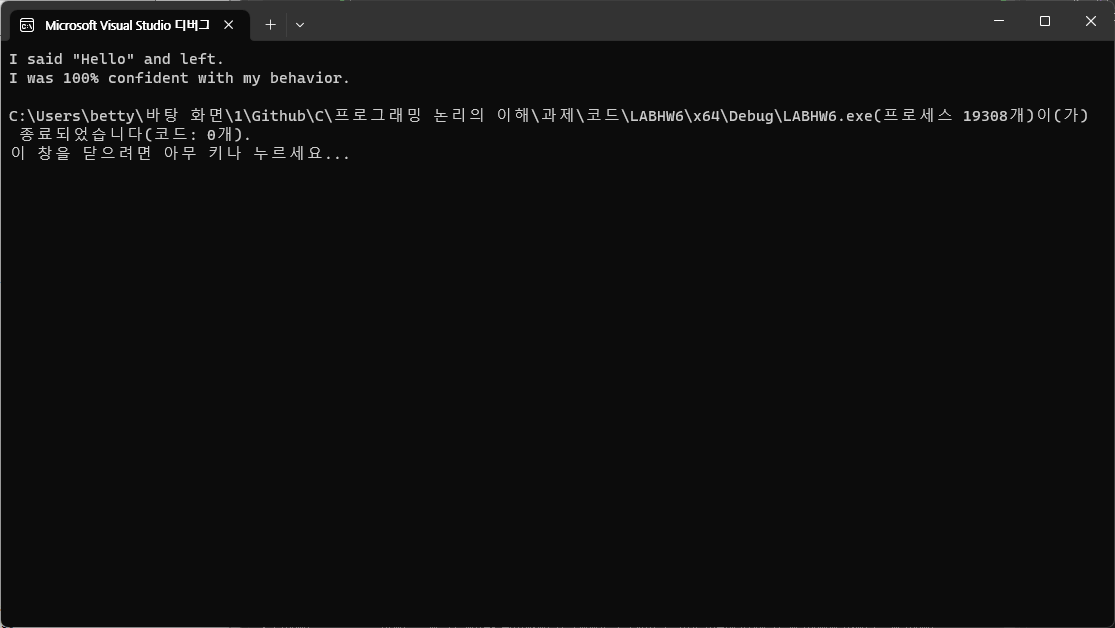 Microsoft Visual Studio 디버그
I said "Hello" and left.
I was 100% confident with my behavior.
C:\Users\betty\바탕 화면\1\Github\C\프로그래밍 논리의 이해\과제\코드\LABHW6\x64\Debug\LABHW6.exe(프로세스 19308개)이(가)
종료되었습니다(코드: 0개).
이 창을 닫으려면 아무 키나 누르세요...